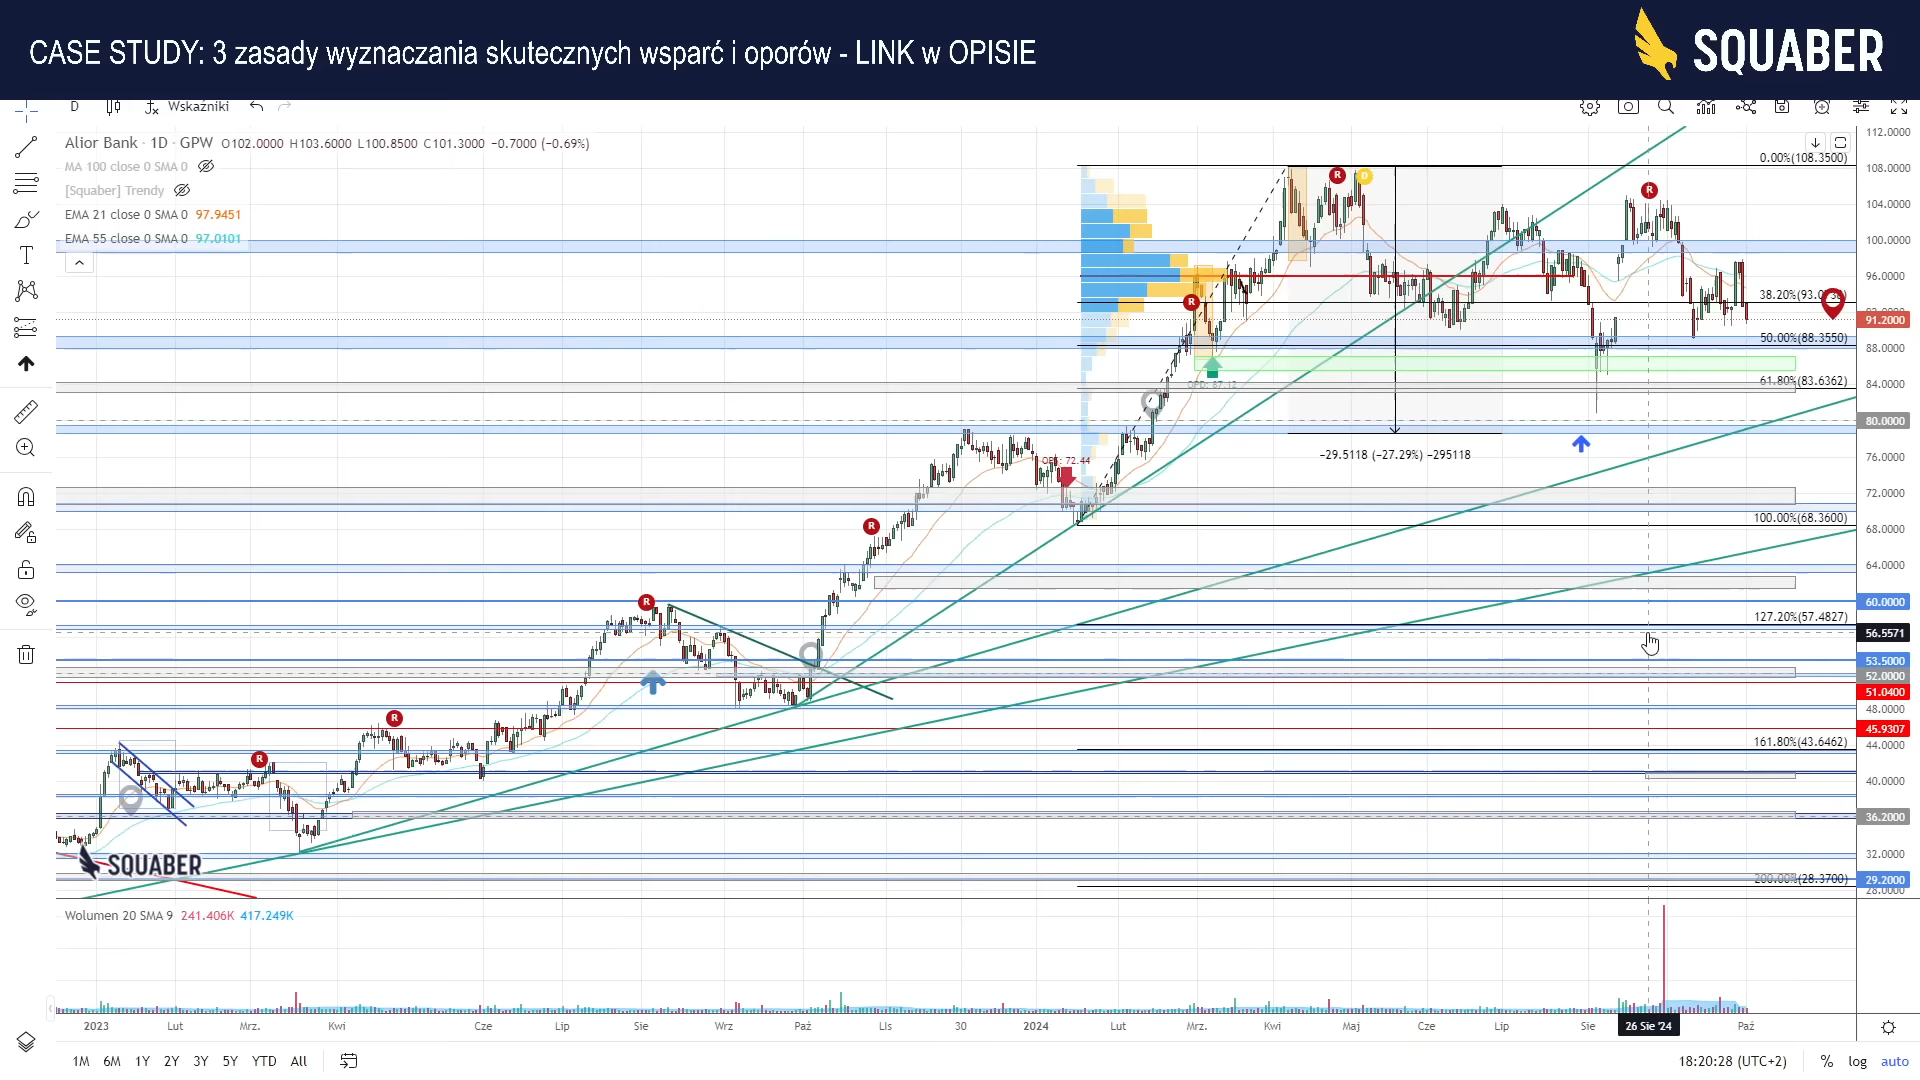 CASE STUDY: 3 zasady wyznaczania skutecznych wsparć i oporów - LINK w OPISIE
SQUABER
D Wskaźniki
Alior Bank · 1D · GPW O102.0000 H103.6000 L100.8500 C101.3000 −0.7000 (−0.69%)
MA 100 close 0 SMA 0
[Squaber] Trendy
EMA 21 close 0 SMA 0 97.9451
EMA 55 close 0 SMA 0 97.0101
112.0000
0.00%(108.3500)
108.0000
R
R
D
R
104.0000
100.0000
96.0000
38.20%
R
91.2000
50.00%(88.3550)
88.0000
61.80%(83.6362)
84.0000
OPD: 87.12
80.0000
−29.5118 (−27.29%) −295118
76.0000
72.44
72.0000
100.00%(68.3600)
68.0000
R
64.0000
R
60.0000
127.20%(57.4827)
56.5571
53.5000
52.0000
51.0400
48.0000
R
45.9307
161.80%(43.6462)
44.0000
R
40.0000
36.2000
32.0000
SQUABER
200.00%(28.3700)
29.2000
28.0000
Wolumen 20 SMA 9 241.406K 417.249K
2023 Lut Mrz. Kwi Cze Lip Sie Wrz Paź Lis 30 2024 Lut Mrz. Kwi Maj Cze Lip Sie 26 Sie '24 Paź
1M 6M 1Y 2Y 3Y 5Y YTD All 18:20:28 (UTC+2) % log auto